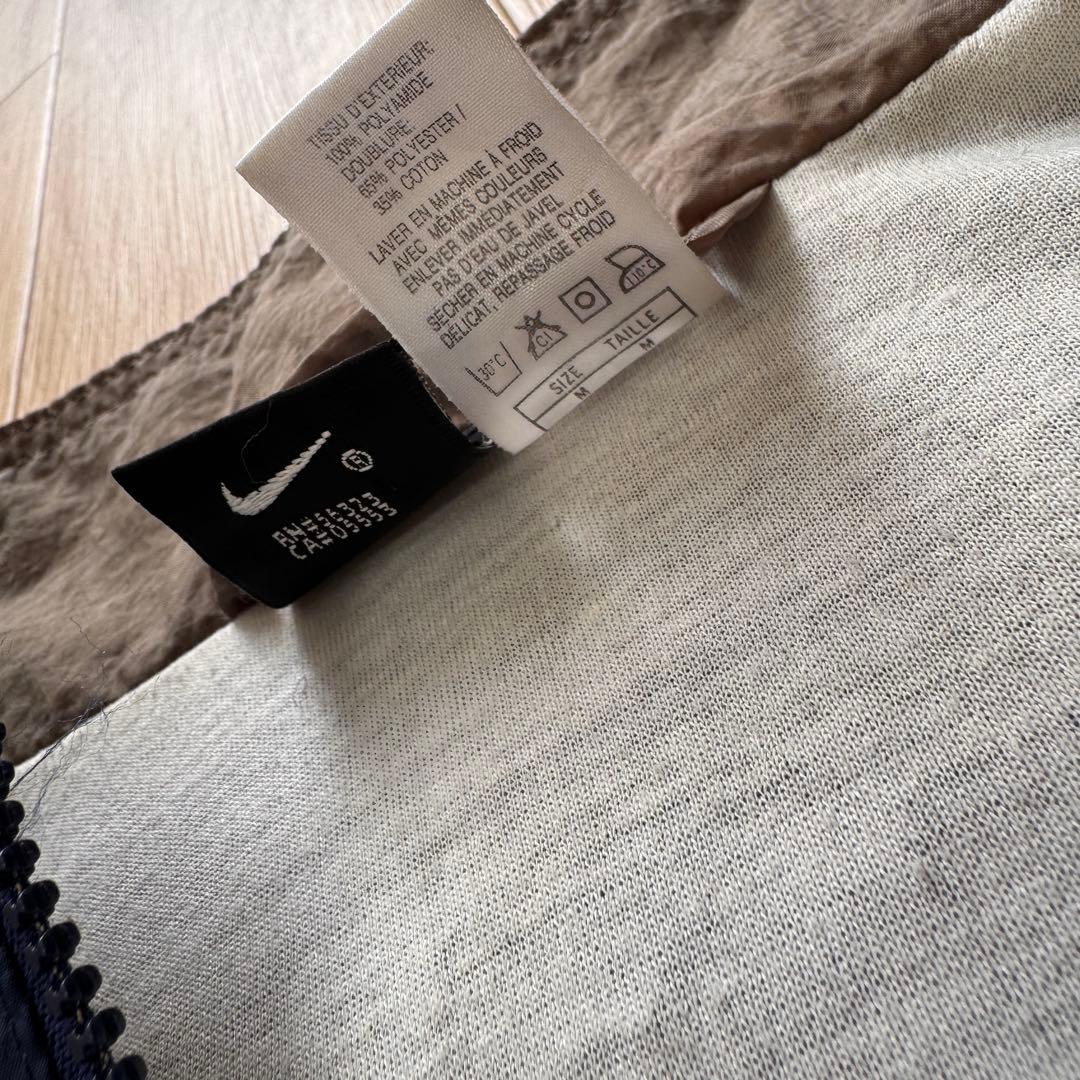 TISSU D'EXTERIEUR:
100% POLYAMIDE
DOUBLURE:
65% POLYESTER /
35% COTON
LAVER EN MACHINE À FROID
AVEC MÊMES COULEURS
ENLEVER IMMÉDIATEMENT
PAS D'EAU DE JAVEL
SÉCHER EN MACHINE CYCLE
DÉLICAT, REPASSAGE FROID
30°C CL 110°C
SIZE TAILLE
M M
®
RN#56323
CA#05553